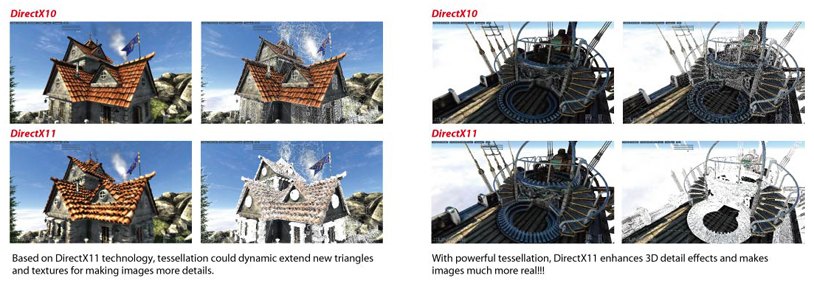 DirectX10
DirectX11
Based on DirectX11 technology, tessellation could dynamic extend new triangles
and textures for making images more details.
DirectX10
DirectX11
With powerful tessellation, DirectX11 enhances 3D detail effects and makes
images much more real!!!